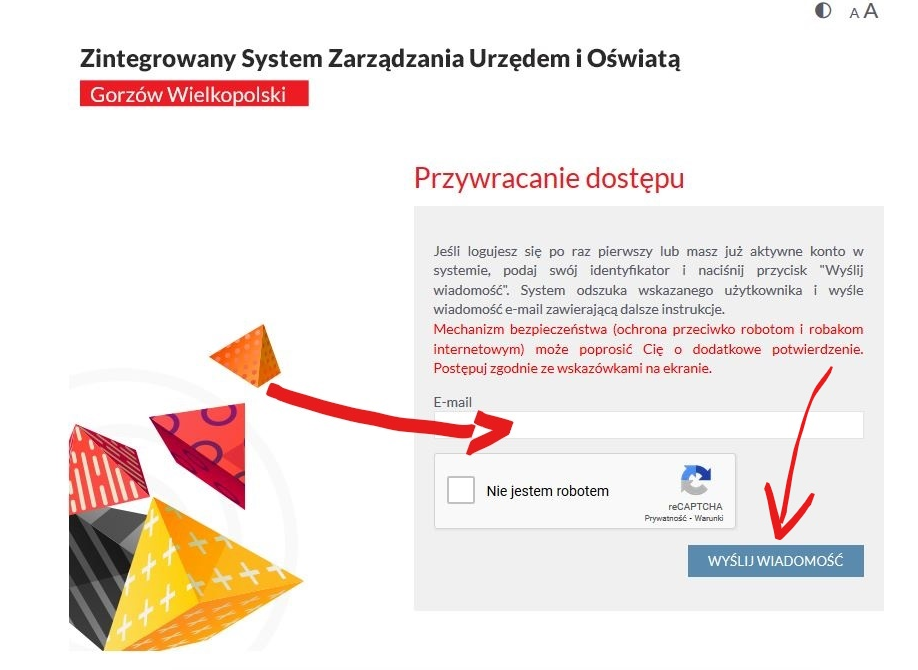 A A
Zintegrowany System Zarządzania Urzędem i Oświatą
Gorzów Wielkopolski
Przywracanie dostępu
Jeśli logujesz się po raz pierwszy lub masz już aktywne konto w
systemie, podaj swój identyfikator i naciśnij przycisk "Wyślij
wiadomość". System odszuka wskazanego użytkownika i wyśle
wiadomość e-mail zawierającą dalsze instrukcje.
Mechanizm bezpieczeństwa (ochrona przeciwko robotom i robakom
internetowym) może poprosić Cię o dodatkowe potwierdzenie.
Postępuj zgodnie ze wskazówkami na ekranie.
E-mail
Nie jestem robotem
reCAPTCHA
Prywatność - Warunki
WYŚLIJ WIADOMOŚĆ